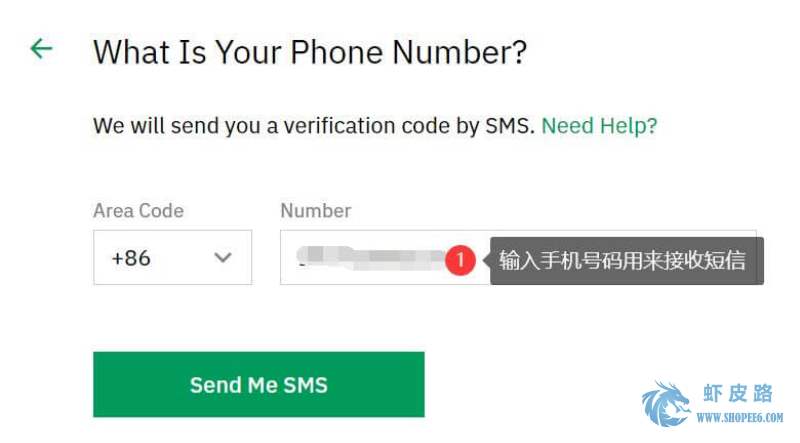 What Is Your Phone Number?
We will send you a verification code by SMS. Need Help?
Area Code
Number
+86
1
输入手机号码用来接收短信
Send Me SMS
虾皮路
WWW.SHOPEE6.COM